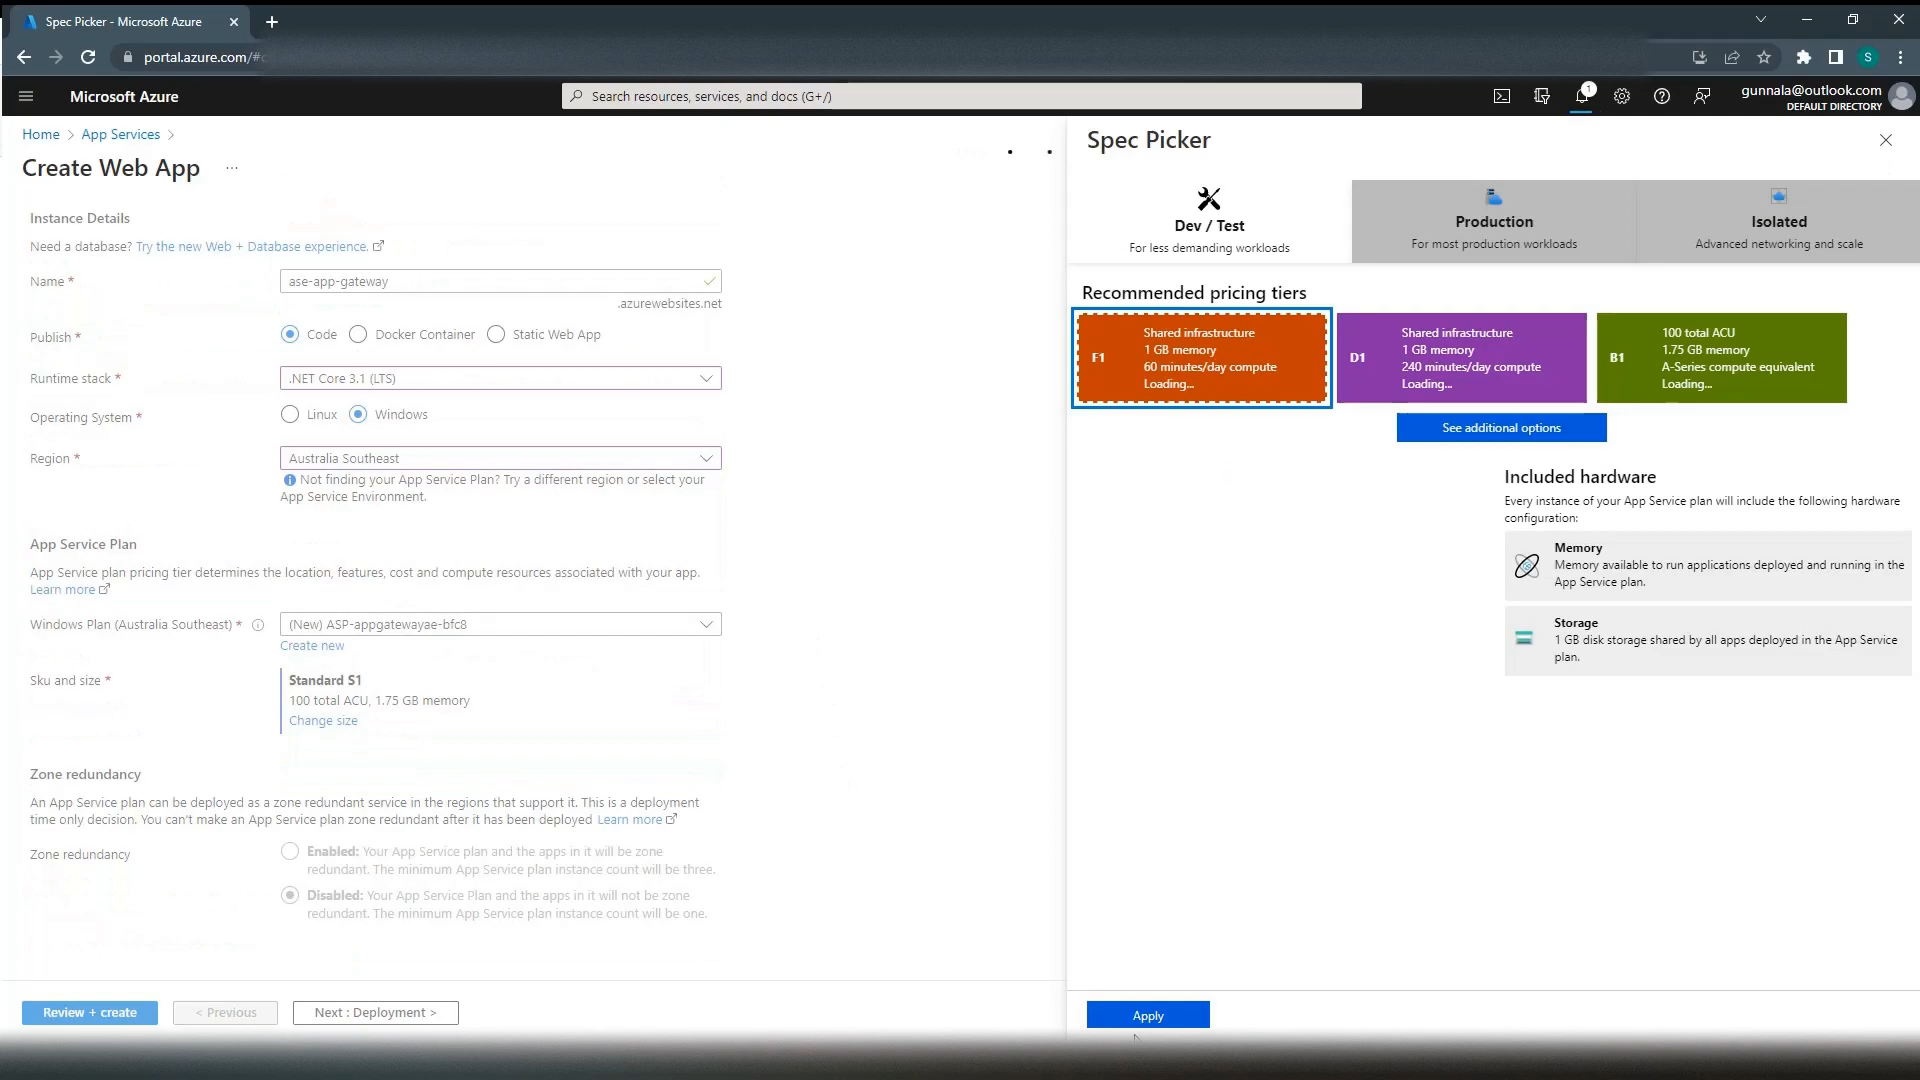 Spec Picker - Microsoft Azure
portal.azure.com/#
S
Microsoft Azure
Search resources, services, and docs (G+/)
1
gunnala@outlook.com
DEFAULT DIRECTORY
Home > App Services >
Create Web App ...
Instance Details
Need a database? Try the new Web + Database experience.
Name *
ase-app-gateway
.azurewebsites.net
Publish *
Code
Docker Container
Static Web App
Runtime stack *
.NET Core 3.1 (LTS)
Operating System *
Linux
Windows
Region *
Australia Southeast
Not finding your App Service Plan? Try a different region or select your
App Service Environment.
App Service Plan
App Service plan pricing tier determines the location, features, cost and compute resources associated with your app.
Learn more
Windows Plan (Australia Southeast) *
(New) ASP-appgatewayae-bfc8
Create new
Sku and size *
Standard S1
100 total ACU, 1.75 GB memory
Change size
Zone redundancy
An App Service plan can be deployed as a zone redundant service in the regions that support it. This is a deployment
time only decision. You can't make an App Service plan zone redundant after it has been deployed Learn more
Zone redundancy
Enabled: Your App Service plan and the apps in it will be zone
redundant. The minimum App Service plan instance count will be three.
Disabled: Your App Service Plan and the apps in it will not be zone
redundant. The minimum App Service plan instance count will be one.
Review + create
< Previous
Next : Deployment >
Spec Picker
Dev / Test
For less demanding workloads
Production
For most production workloads
Isolated
Advanced networking and scale
Recommended pricing tiers
F1
Shared infrastructure
1 GB memory
60 minutes/day compute
Loading...
D1
Shared infrastructure
1 GB memory
240 minutes/day compute
Loading...
B1
100 total ACU
1.75 GB memory
A-Series compute equivalent
Loading...
See additional options
Included hardware
Every instance of your App Service plan will include the following hardware
configuration:
Memory
Memory available to run applications deployed and running in the
App Service plan.
Storage
1 GB disk storage shared by all apps deployed in the App Service
plan.
Apply